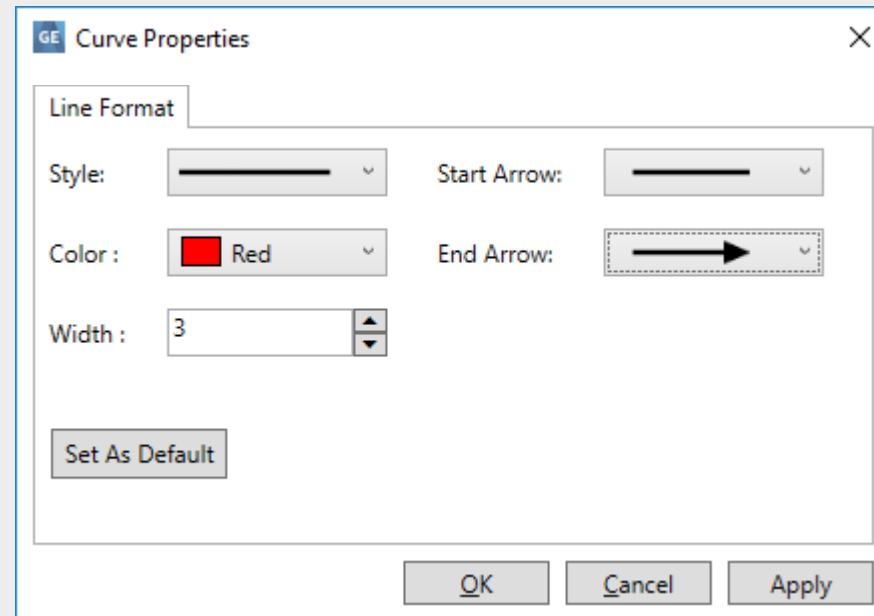 GE Curve Properties
Line Format
Style: Start Arrow:
Color : Red End Arrow:
Width : 3
Set As Default
OK Cancel Apply